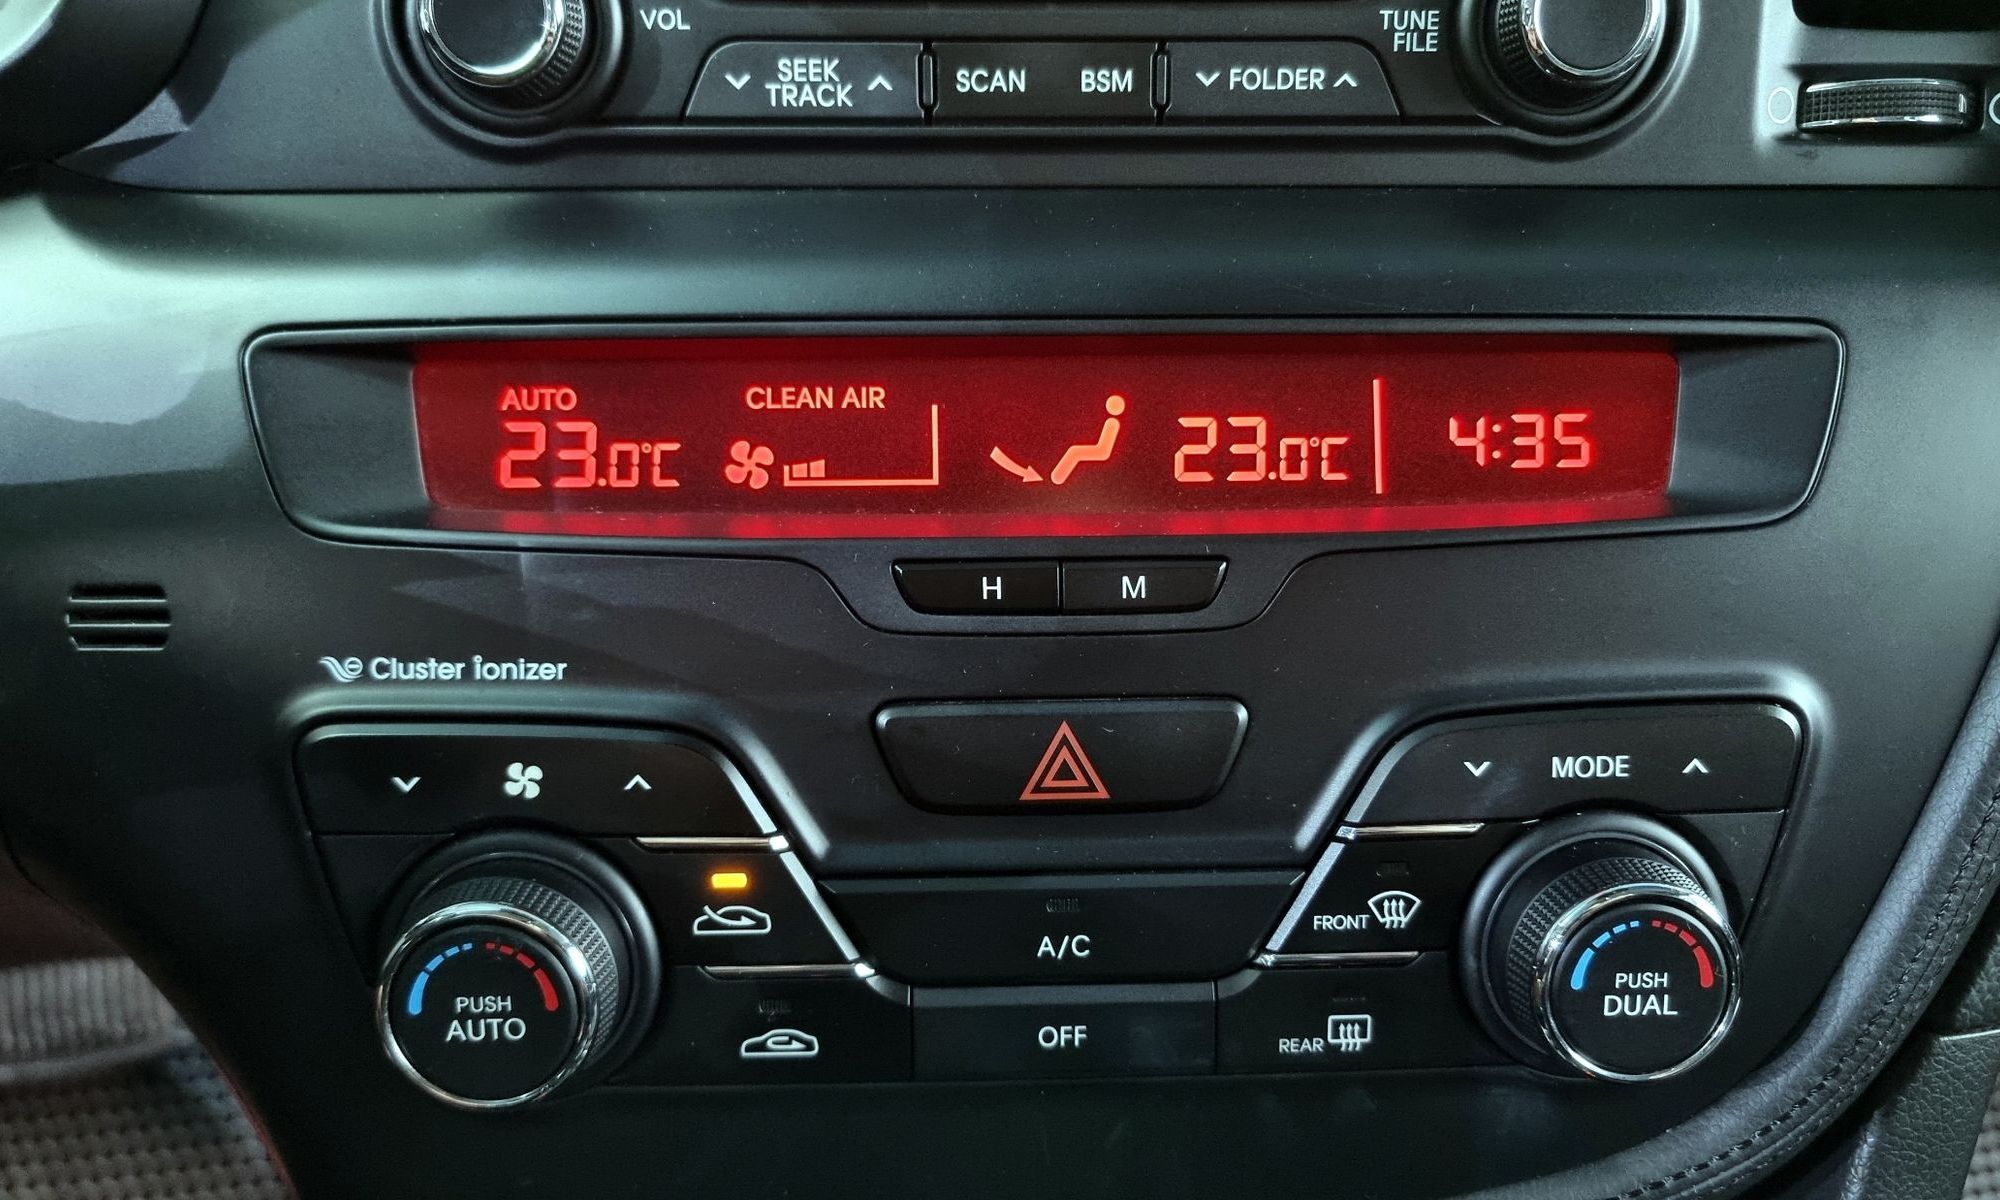 VOL
TUNE
FILE
SEEK
TRACK
SCAN
BSM
FOLDER
AUTO
CLEAN AIR
23.0°C
23.0°C
4:35
H
M
Cluster ionizer
MODE
FRONT
A/C
PUSH
AUTO
PUSH
DUAL
OFF
REAR